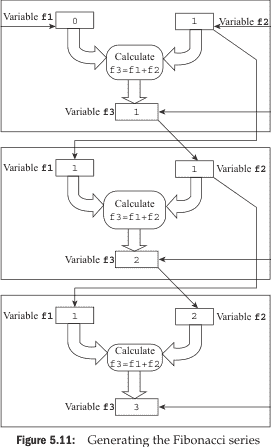 Variable f1
0
1
Variable f2
Calculate
f3=f1+f2
Variable f3
1
Variable f1
1
1
Variable f2
Calculate
f3=f1+f2
Variable f3
2
Variable f1
1
2
Variable f2
Calculate
f3=f1+f2
Variable f3
3
Figure 5.11: Generating the Fibonacci series